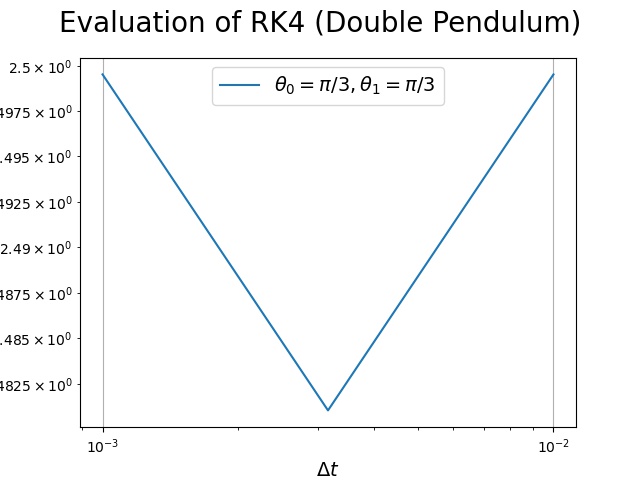 Evaluation of RK4 (Double Pendulum)
θ₀ = π/3, θ₁ = π/3
2.5 × 10⁰
4975 × 10⁰
.495 × 10⁰
4925 × 10⁰
2.49 × 10⁰
4875 × 10⁰
.485 × 10⁰
4825 × 10⁰
10⁻³ 10⁻²
Δt